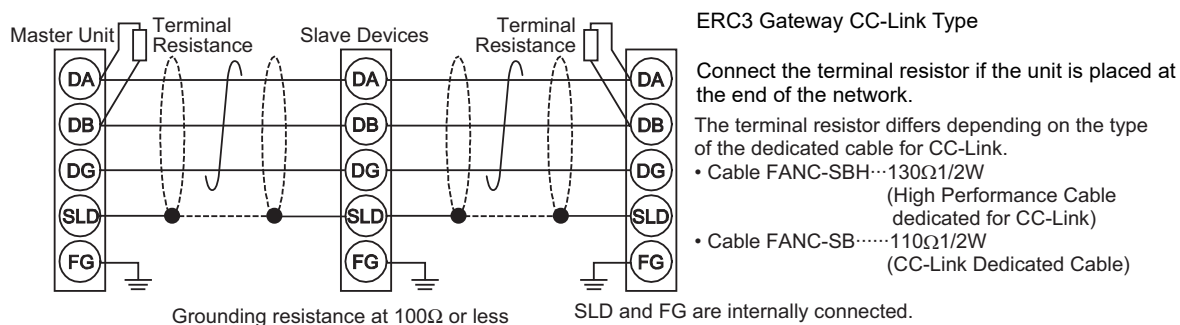 Master Unit
Terminal
Resistance
Slave Devices
Terminal
Resistance
ERC3 Gateway CC-Link Type
DA
DB
DG
SLD
FG
DA
DB
DG
SLD
FG
DA
DB
DG
SLD
FG
Connect the terminal resistor if the unit is placed at
the end of the network.
The terminal resistor differs depending on the type
of the dedicated cable for CC-Link.
• Cable FANC-SBH···130Ω1/2W
(High Performance Cable
dedicated for CC-Link)
• Cable FANC-SB······110Ω1/2W
(CC-Link Dedicated Cable)
Grounding resistance at 100Ω or less
SLD and FG are internally connected.